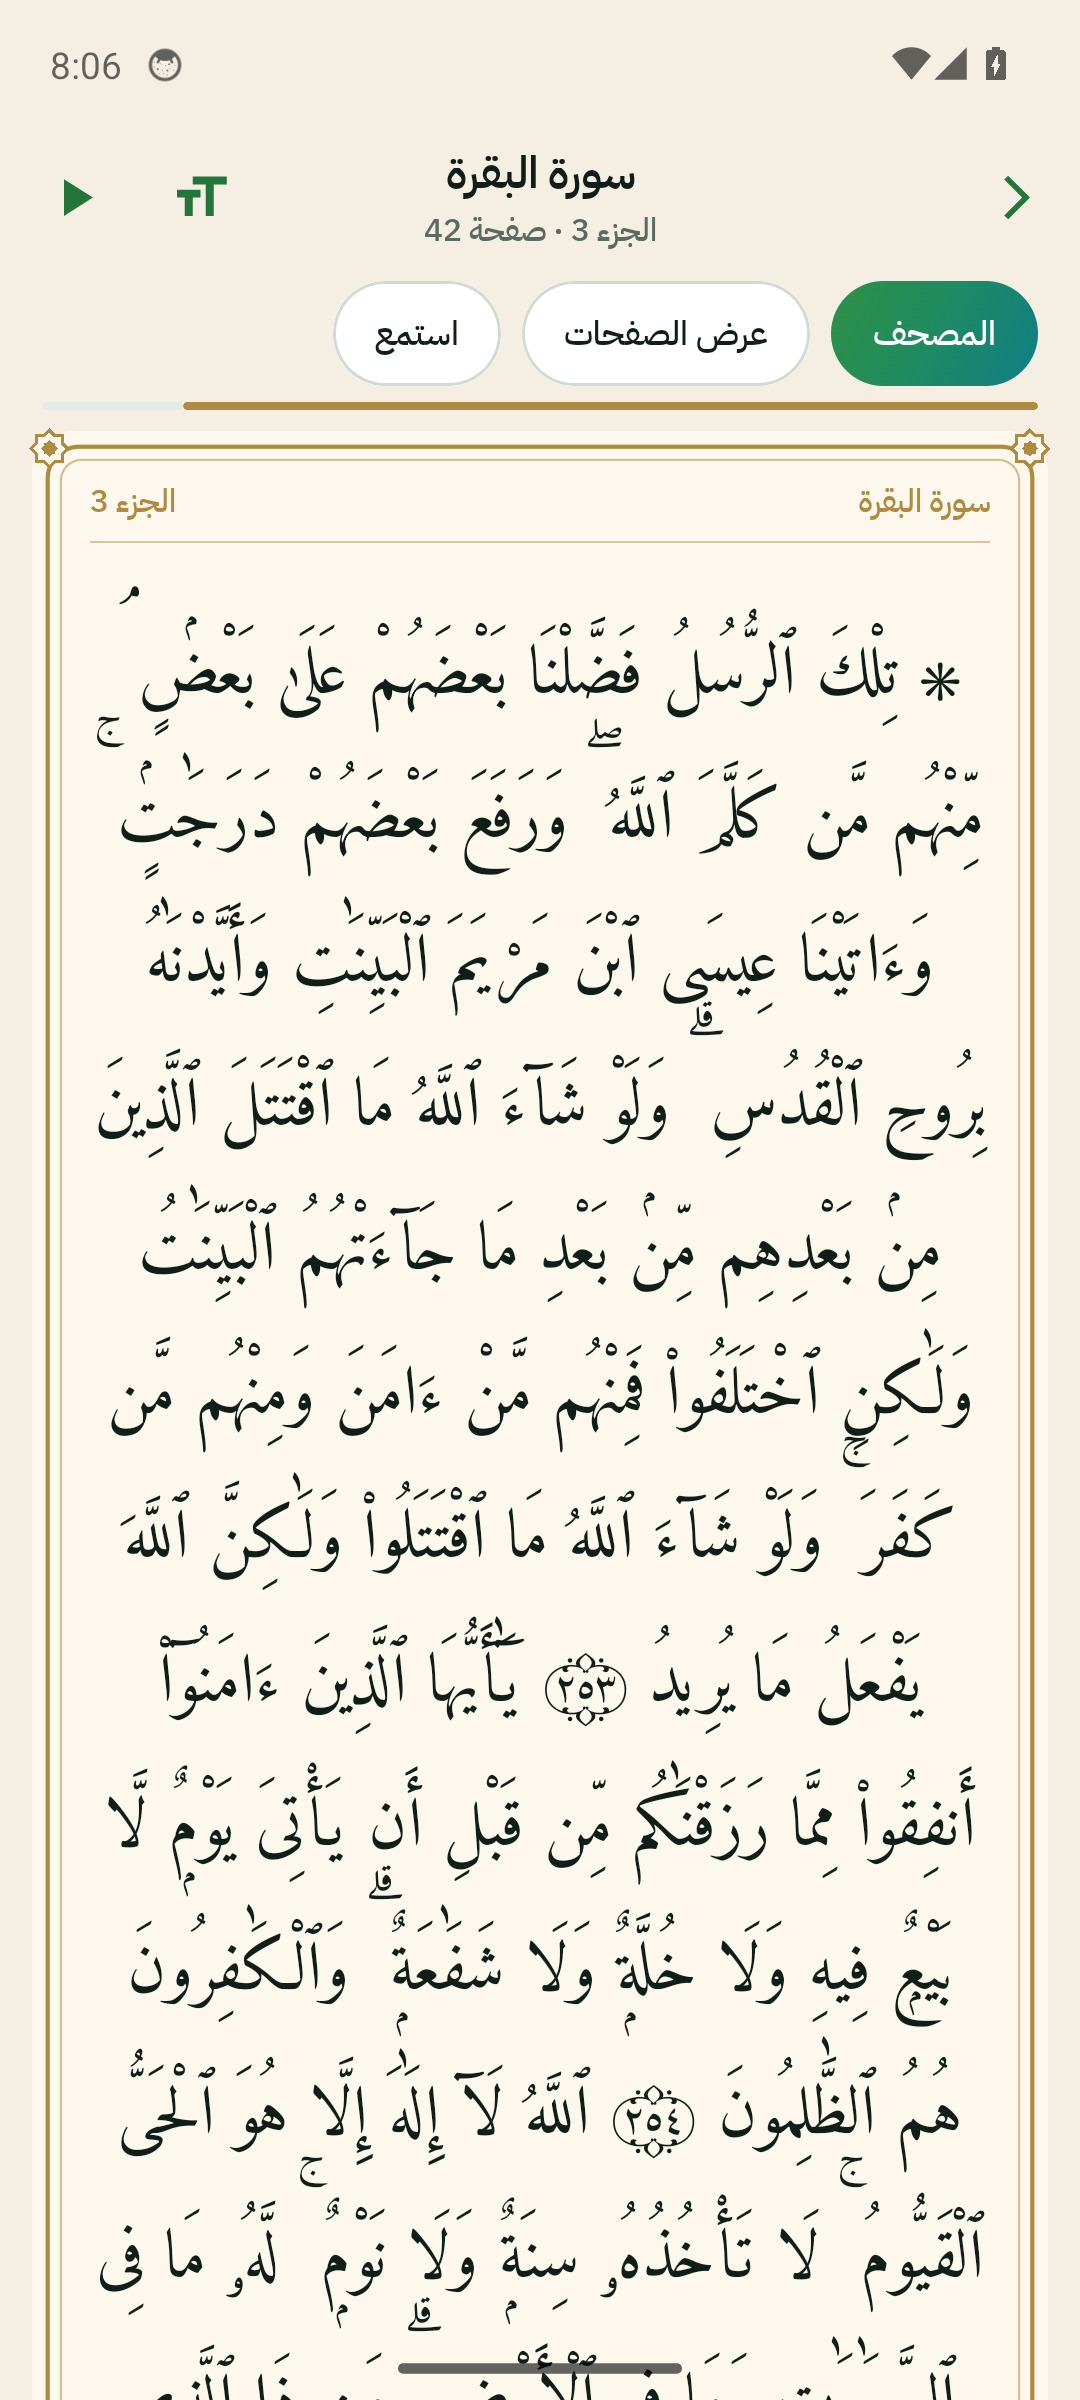 8:06
سورة البقرة
الجزء 3 · صفحة 42
المصحف
عرض الصفحات
استمع
سورة البقرة
الجزء 3
* تِلْكَ ٱلرُّسُلُ فَضَّلْنَا بَعْضَهُمْ عَلَىٰ بَعْضٍۢ ۘ
مِّنْهُم مَّن كَلَّمَ ٱللَّهُ ۖ وَرَفَعَ بَعْضَهُمْ دَرَجَـٰتٍۢ ۚ
وَءَاتَيْنَا عِيسَى ٱبْنَ مَرْيَمَ ٱلْبَيِّنَـٰتِ وَأَيَّدْنَـٰهُ
بِرُوحِ ٱلْقُدُسِ ۗ وَلَوْ شَآءَ ٱللَّهُ مَا ٱقْتَتَلَ ٱلَّذِينَ
مِنۢ بَعْدِهِم مِّنۢ بَعْدِ مَا جَآءَتْهُمُ ٱلْبَيِّنَـٰتُ
وَلَـٰكِنِ ٱخْتَلَفُوا۟ فَمِنْهُم مَّنْ ءَامَنَ وَمِنْهُم مَّن
كَفَرَ ۚ وَلَوْ شَآءَ ٱللَّهُ مَا ٱقْتَتَلُوا۟ وَلَـٰكِنَّ ٱللَّهَ
يَفْعَلُ مَا يُرِيدُ ٢٥٣ يَـٰٓأَيُّهَا ٱلَّذِينَ ءَامَنُوٓا۟
أَنفِقُوا۟ مِمَّا رَزَقْنَـٰكُم مِّن قَبْلِ أَن يَأْتِىَ يَوْمٌۭ لَّا
بَيْعٌۭ فِيهِ وَلَا خُلَّةٌۭ وَلَا شَفَـٰعَةٌۭ ۗ وَٱلْكَـٰفِرُونَ
هُمُ ٱلظَّـٰلِمُونَ ٢٥٤ ٱللَّهُ لَآ إِلَـٰهَ إِلَّا هُوَ ٱلْحَىُّ
ٱلْقَيُّومُ ۚ لَا تَأْخُذُهُۥ سِنَةٌۭ وَلَا نَوْمٌۭ ۚ لَّهُۥ مَا فِى